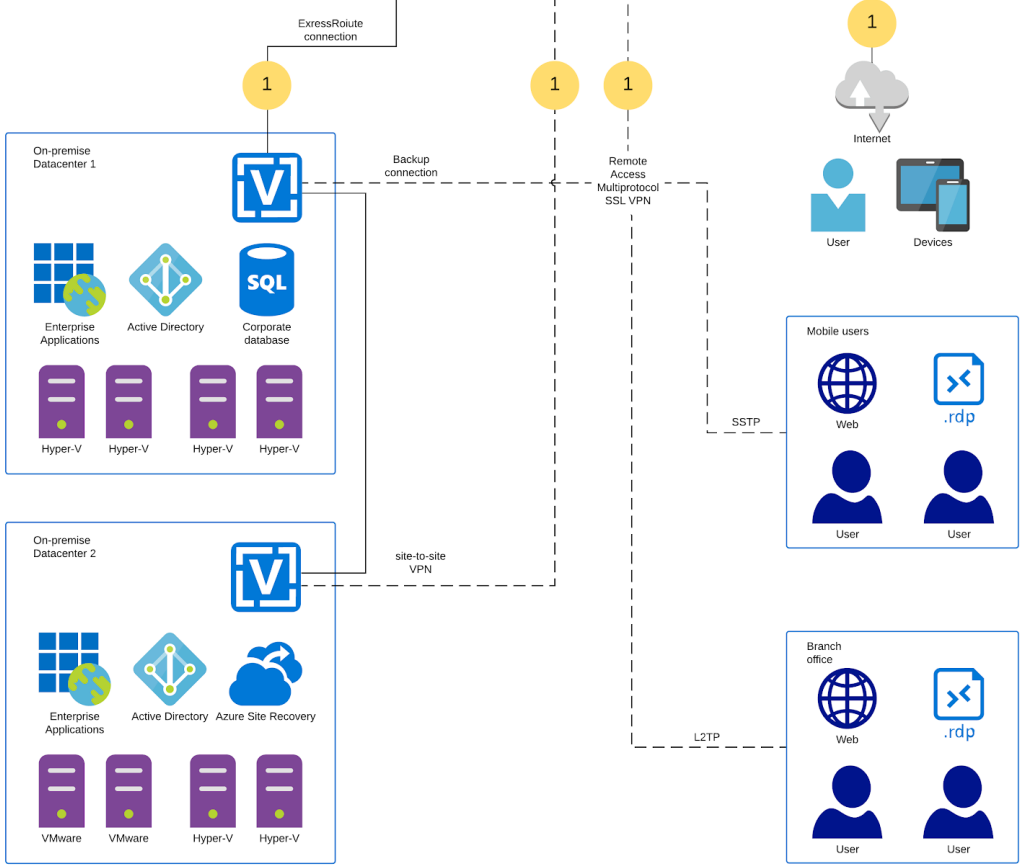 ExressRoiute
connection
1
1
1
1
Internet
User
Devices
On-premise
Datacenter 1
V
Backup
connection
Remote
Access
Multiprotocol
SSL VPN
SQL
Enterprise
Applications
Active Directory
Corporate
database
Hyper-V
Hyper-V
Hyper-V
Hyper-V
Mobile users
Web
.rdp
SSTP
User
User
On-premise
Datacenter 2
V
site-to-site
VPN
Enterprise
Applications
Active Directory
Azure Site Recovery
VMware
VMware
Hyper-V
Hyper-V
Branch
office
Web
.rdp
L2TP
User
User